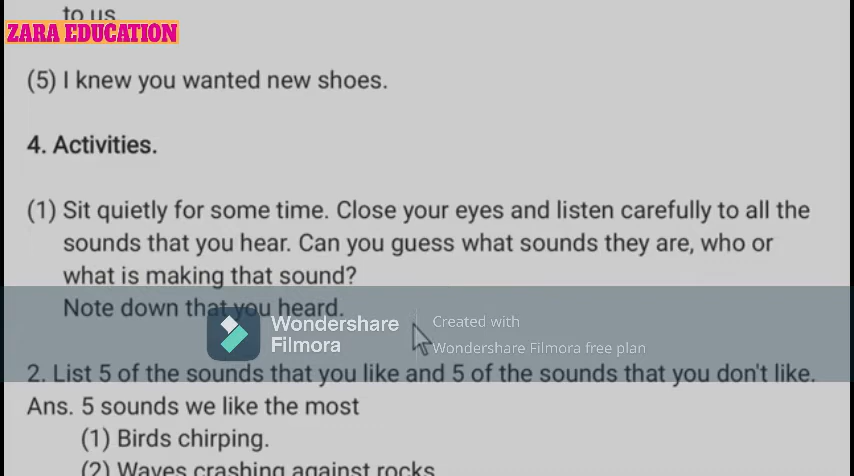 to us
ZARA EDUCATION
(5) I knew you wanted new shoes.
4. Activities.
(1) Sit quietly for some time. Close your eyes and listen carefully to all the
sounds that you hear. Can you guess what sounds they are, who or
what is making that sound?
Note down that you heard.
Wondershare
Filmora
Created with
Wondershare Filmora free plan
2. List 5 of the sounds that you like and 5 of the sounds that you don't like.
Ans. 5 sounds we like the most
(1) Birds chirping.
(2) Waves crashing against rocks